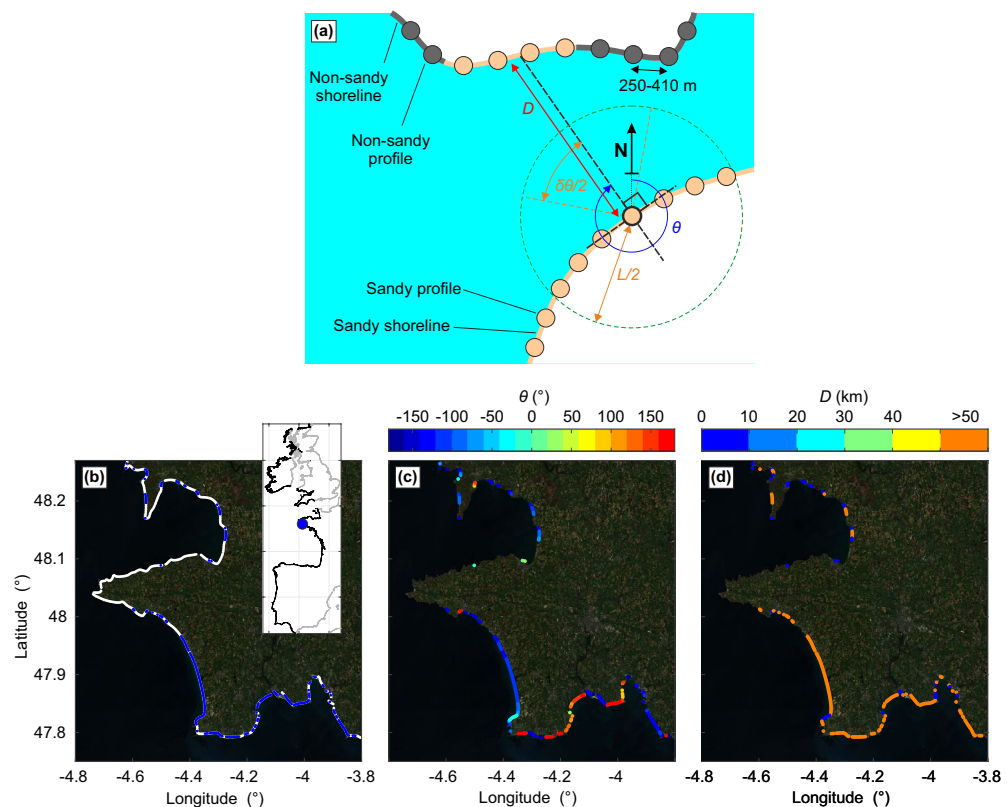 (a)
Non-sandy
shoreline
Non-sandy
profile
D
250-410 m
N
δθ/2
θ
L/2
Sandy profile
Sandy shoreline
θ (°)
-150 -100 -50 0 50 100 150
D (km)
0 10 20 30 40 >50
(b)
(c)
(d)
48.2
48.1
48
47.9
47.8
Latitude (°)
-4.8 -4.6 -4.4 -4.2 -4 -3.8
Longitude (°)
-4.6 -4.4 -4.2 -4
Longitude (°)
-4.8 -4.6 -4.4 -4.2 -4 -3.8
Longitude (°)